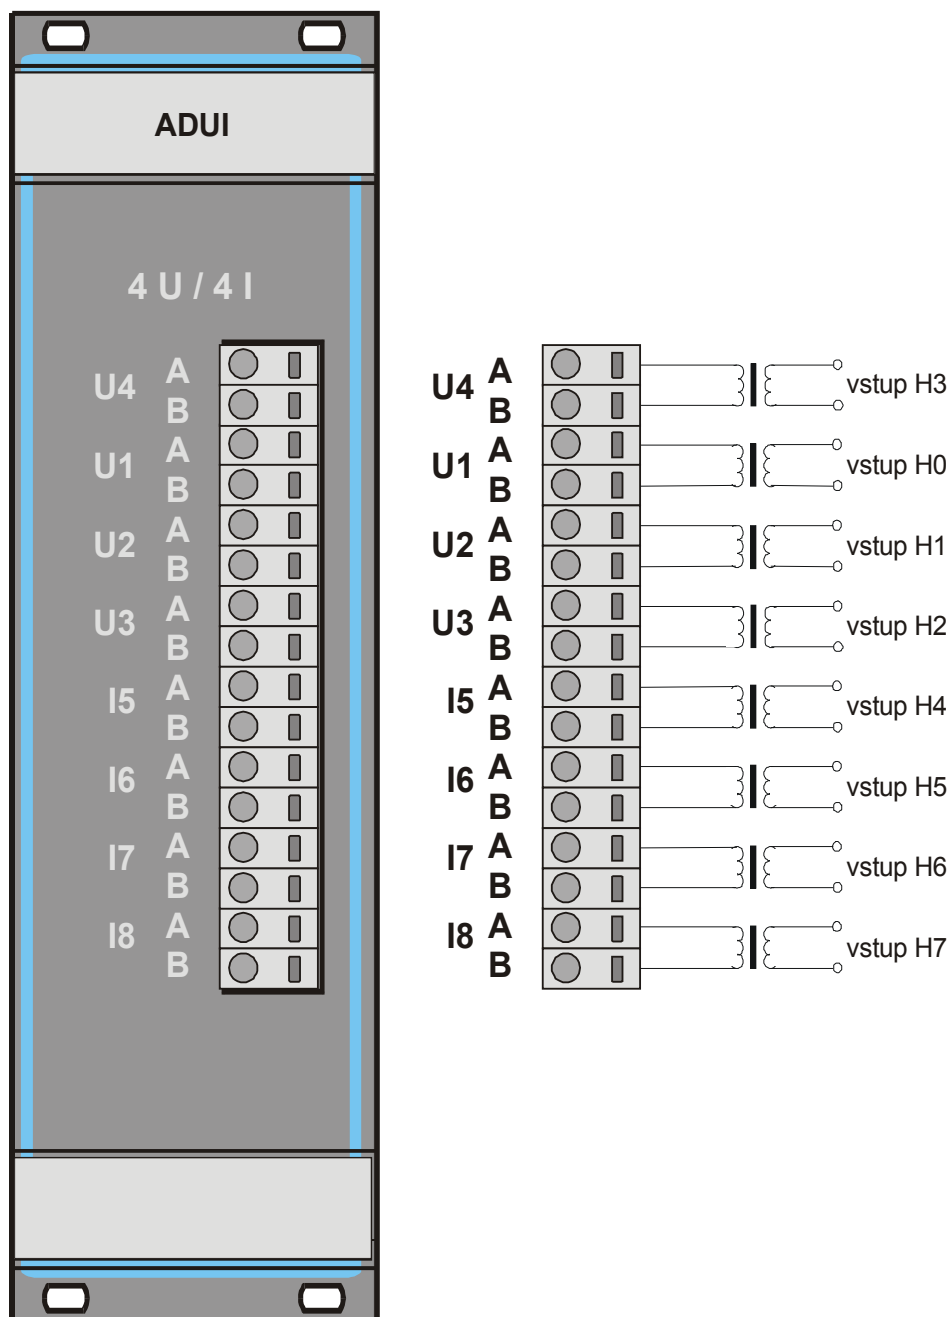 ADUI
4 U / 4 I
U4 A
B
U1 A
B
U2 A
B
U3 A
B
I5 A
B
I6 A
B
I7 A
B
I8 A
B
U4 A
B
vstup H3
U1 A
B
vstup H0
U2 A
B
vstup H1
U3 A
B
vstup H2
I5 A
B
vstup H4
I6 A
B
vstup H5
I7 A
B
vstup H6
I8 A
B
vstup H7